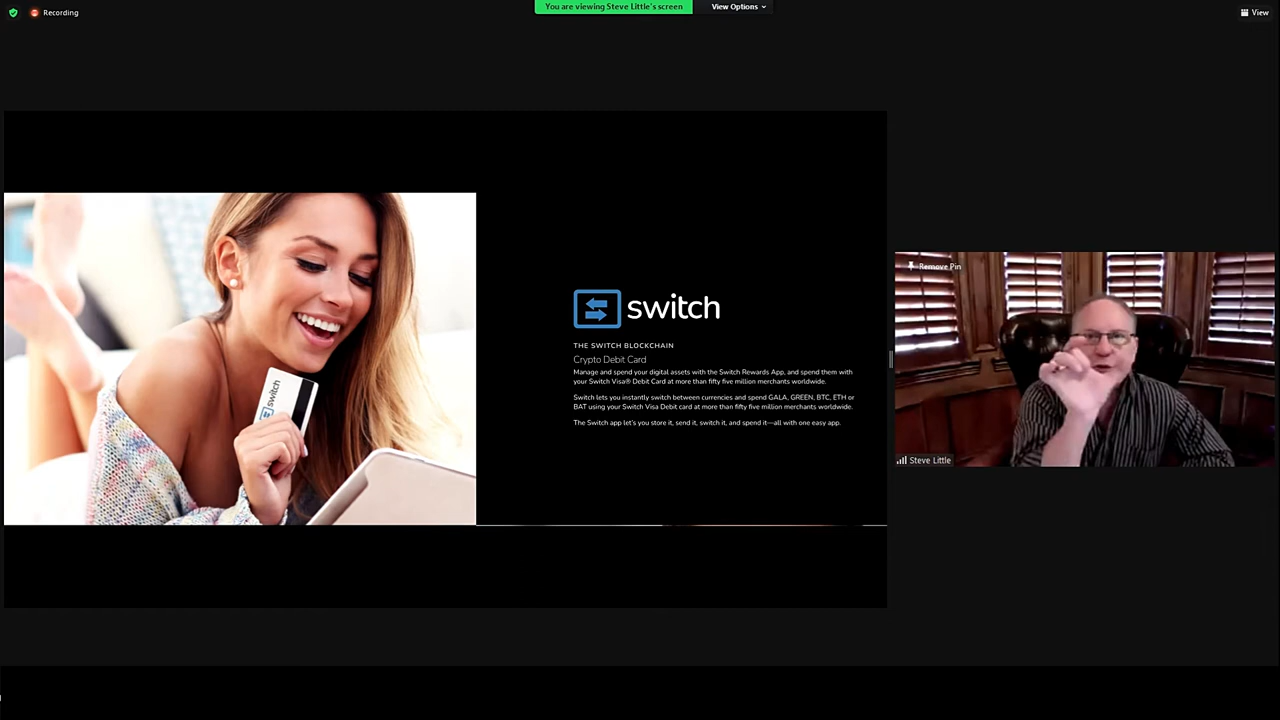 Recording
You are viewing Steve Little's screen
View Options
View
switch
switch
THE SWITCH BLOCKCHAIN
Crypto Debit Card
Manage and spend your digital assets with the Switch Rewards App, and spend them with
your Switch Visa® Debit Card at more than fifty five million merchants worldwide.
Switch lets you instantly switch between currencies and spend GALA, GREEN, BTC, ETH or
BAT using your Switch Visa Debit card at more than fifty five million merchants worldwide.
The Switch app let's you store it, send it, switch it, and spend it—all with one easy app.
Remove Pin
Steve Little